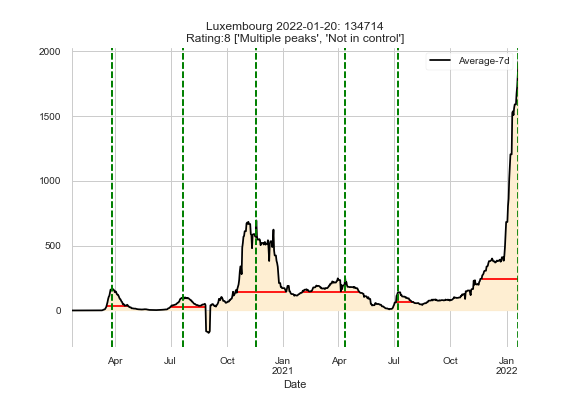 Luxembourg 2022-01-20: 134714
Rating:8 ['Multiple peaks', 'Not in control']
Average-7d
2000
1500
1000
500
0
Apr
Jul
Oct
Jan
2021
Apr
Jul
Oct
Jan
2022
Date